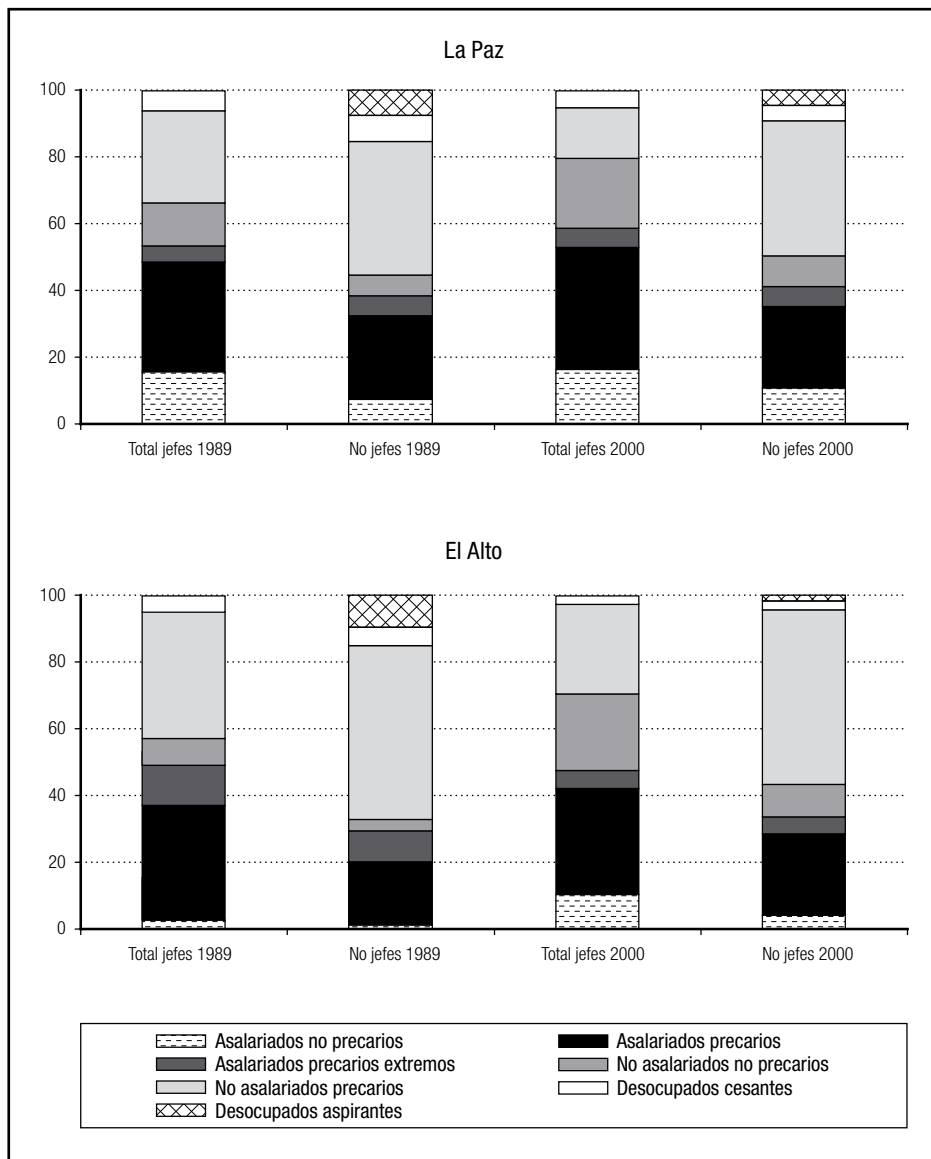 La Paz
100
80
60
40
20
0
Total jefes 1989 No jefes 1989 Total jefes 2000 No jefes 2000
El Alto
100
80
60
40
20
0
Total jefes 1989 No jefes 1989 Total jefes 2000 No jefes 2000
Asalariados no precarios Asalariados precarios
Asalariados precarios extremos No asalariados no precarios
No asalariados precarios Desocupados cesantes
Desocupados aspirantes